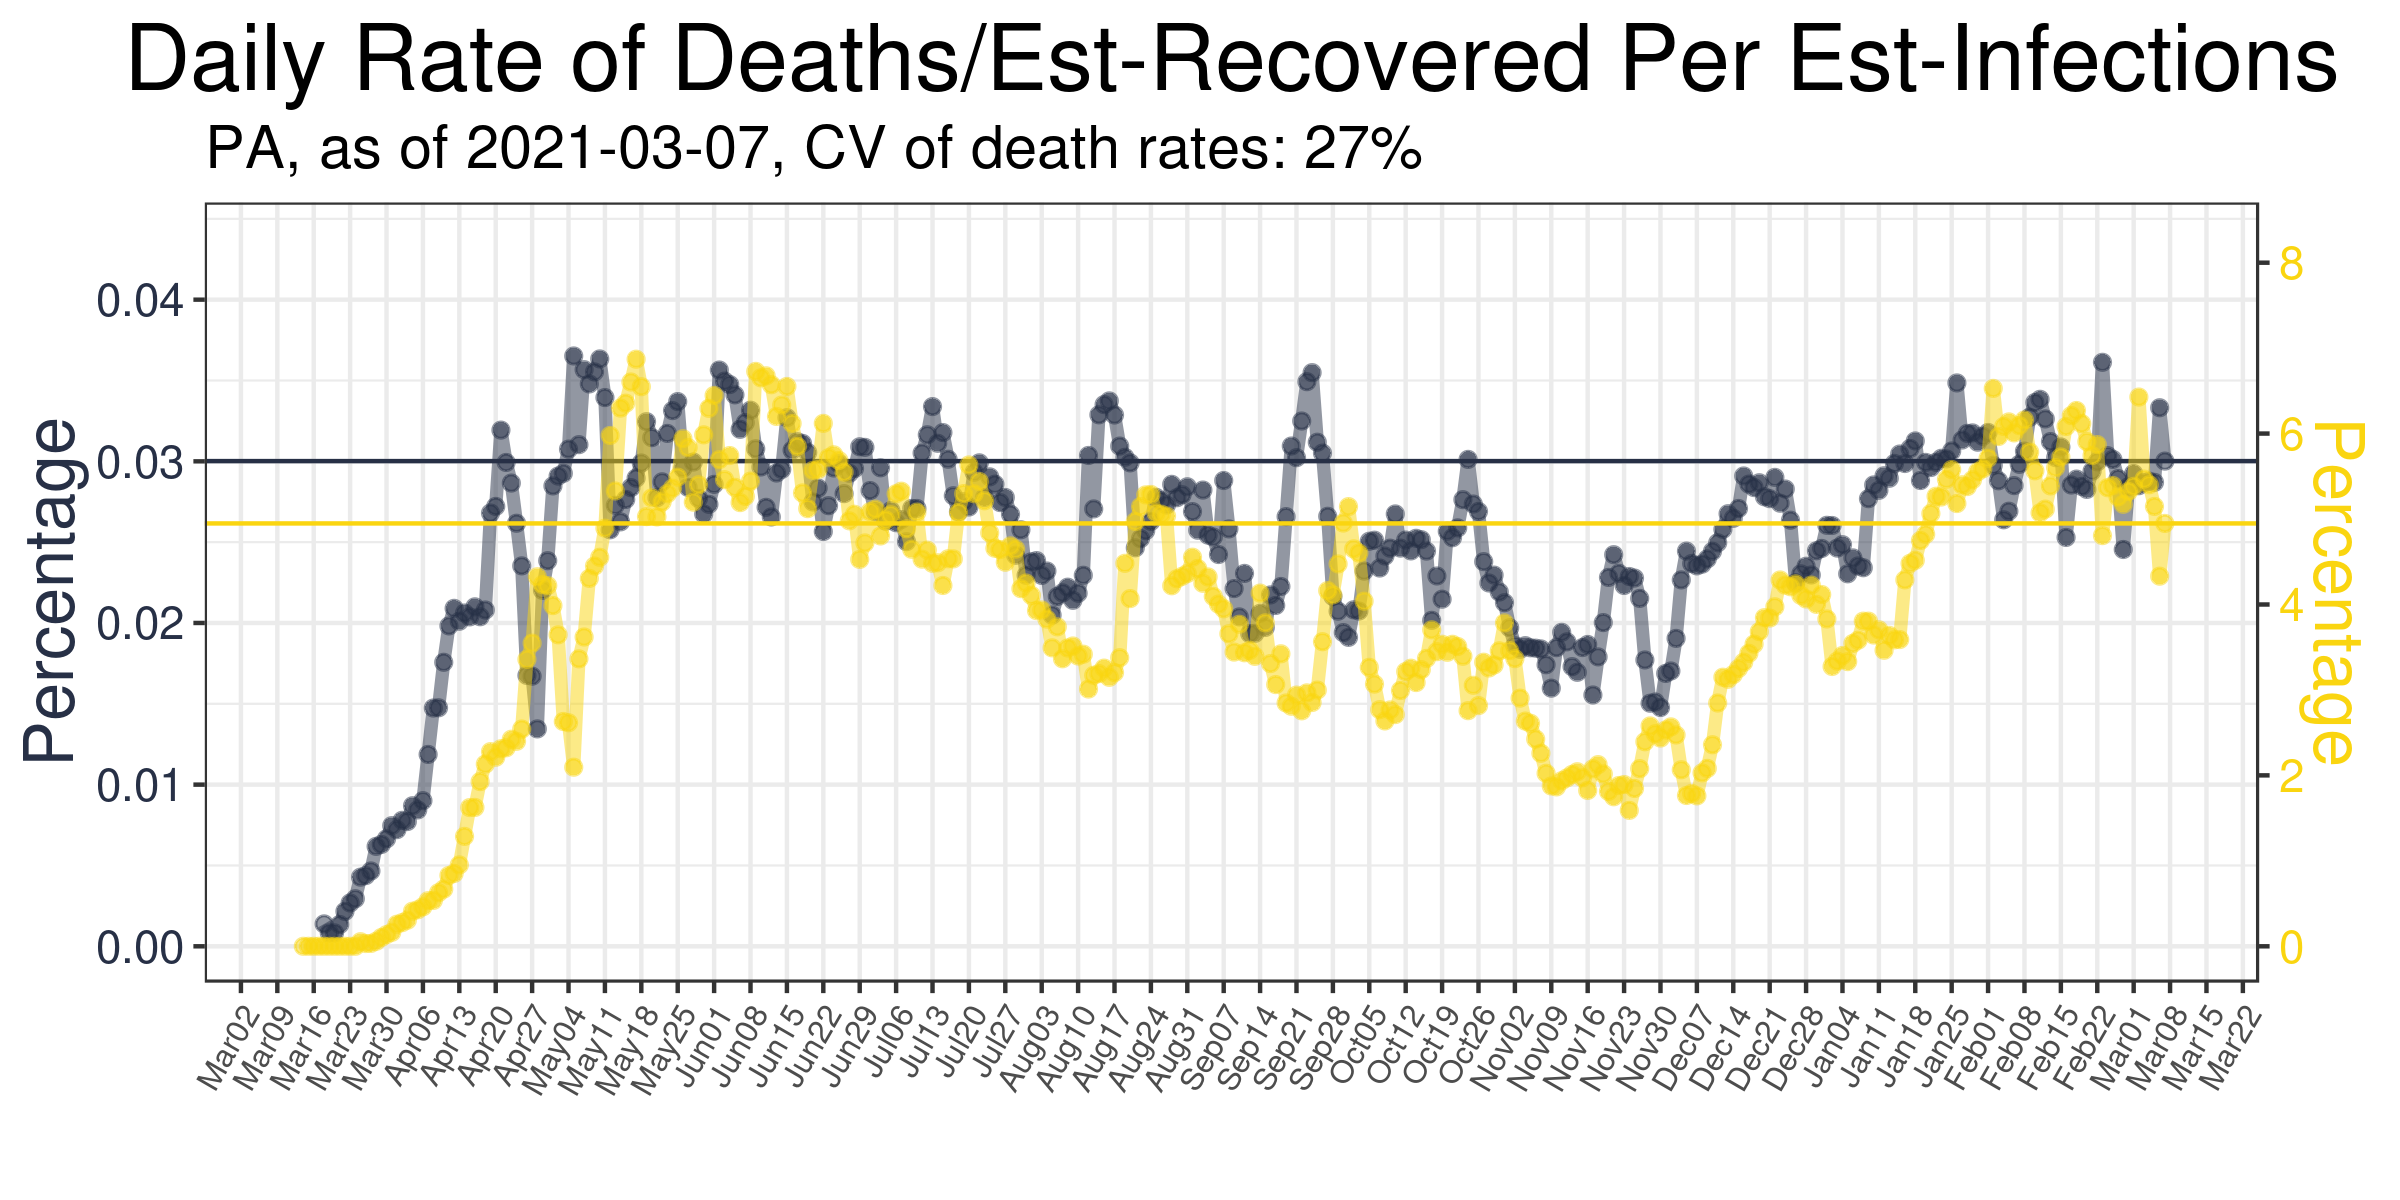 Daily Rate of Deaths/Est-Recovered Per Est-Infections
PA, as of 2021-03-07, CV of death rates: 27%
Percentage
0.04
0.03
0.02
0.01
0.00
8
6
4
2
0
Percentage
Mar02 Mar09 Mar16 Mar23 Mar30 Apr06 Apr13 Apr20 Apr27 May04 May11 May18 May25 Jun01 Jun08 Jun15 Jun22 Jun29 Jul06 Jul13 Jul20 Jul27 Aug03 Aug10 Aug17 Aug24 Aug31 Sep07 Sep14 Sep21 Sep28 Oct05 Oct12 Oct19 Oct26 Nov02 Nov09 Nov16 Nov23 Nov30 Dec07 Dec14 Dec21 Dec28 Jan04 Jan11 Jan18 Jan25 Feb01 Feb08 Feb15 Feb22 Mar01 Mar08 Mar15 Mar22